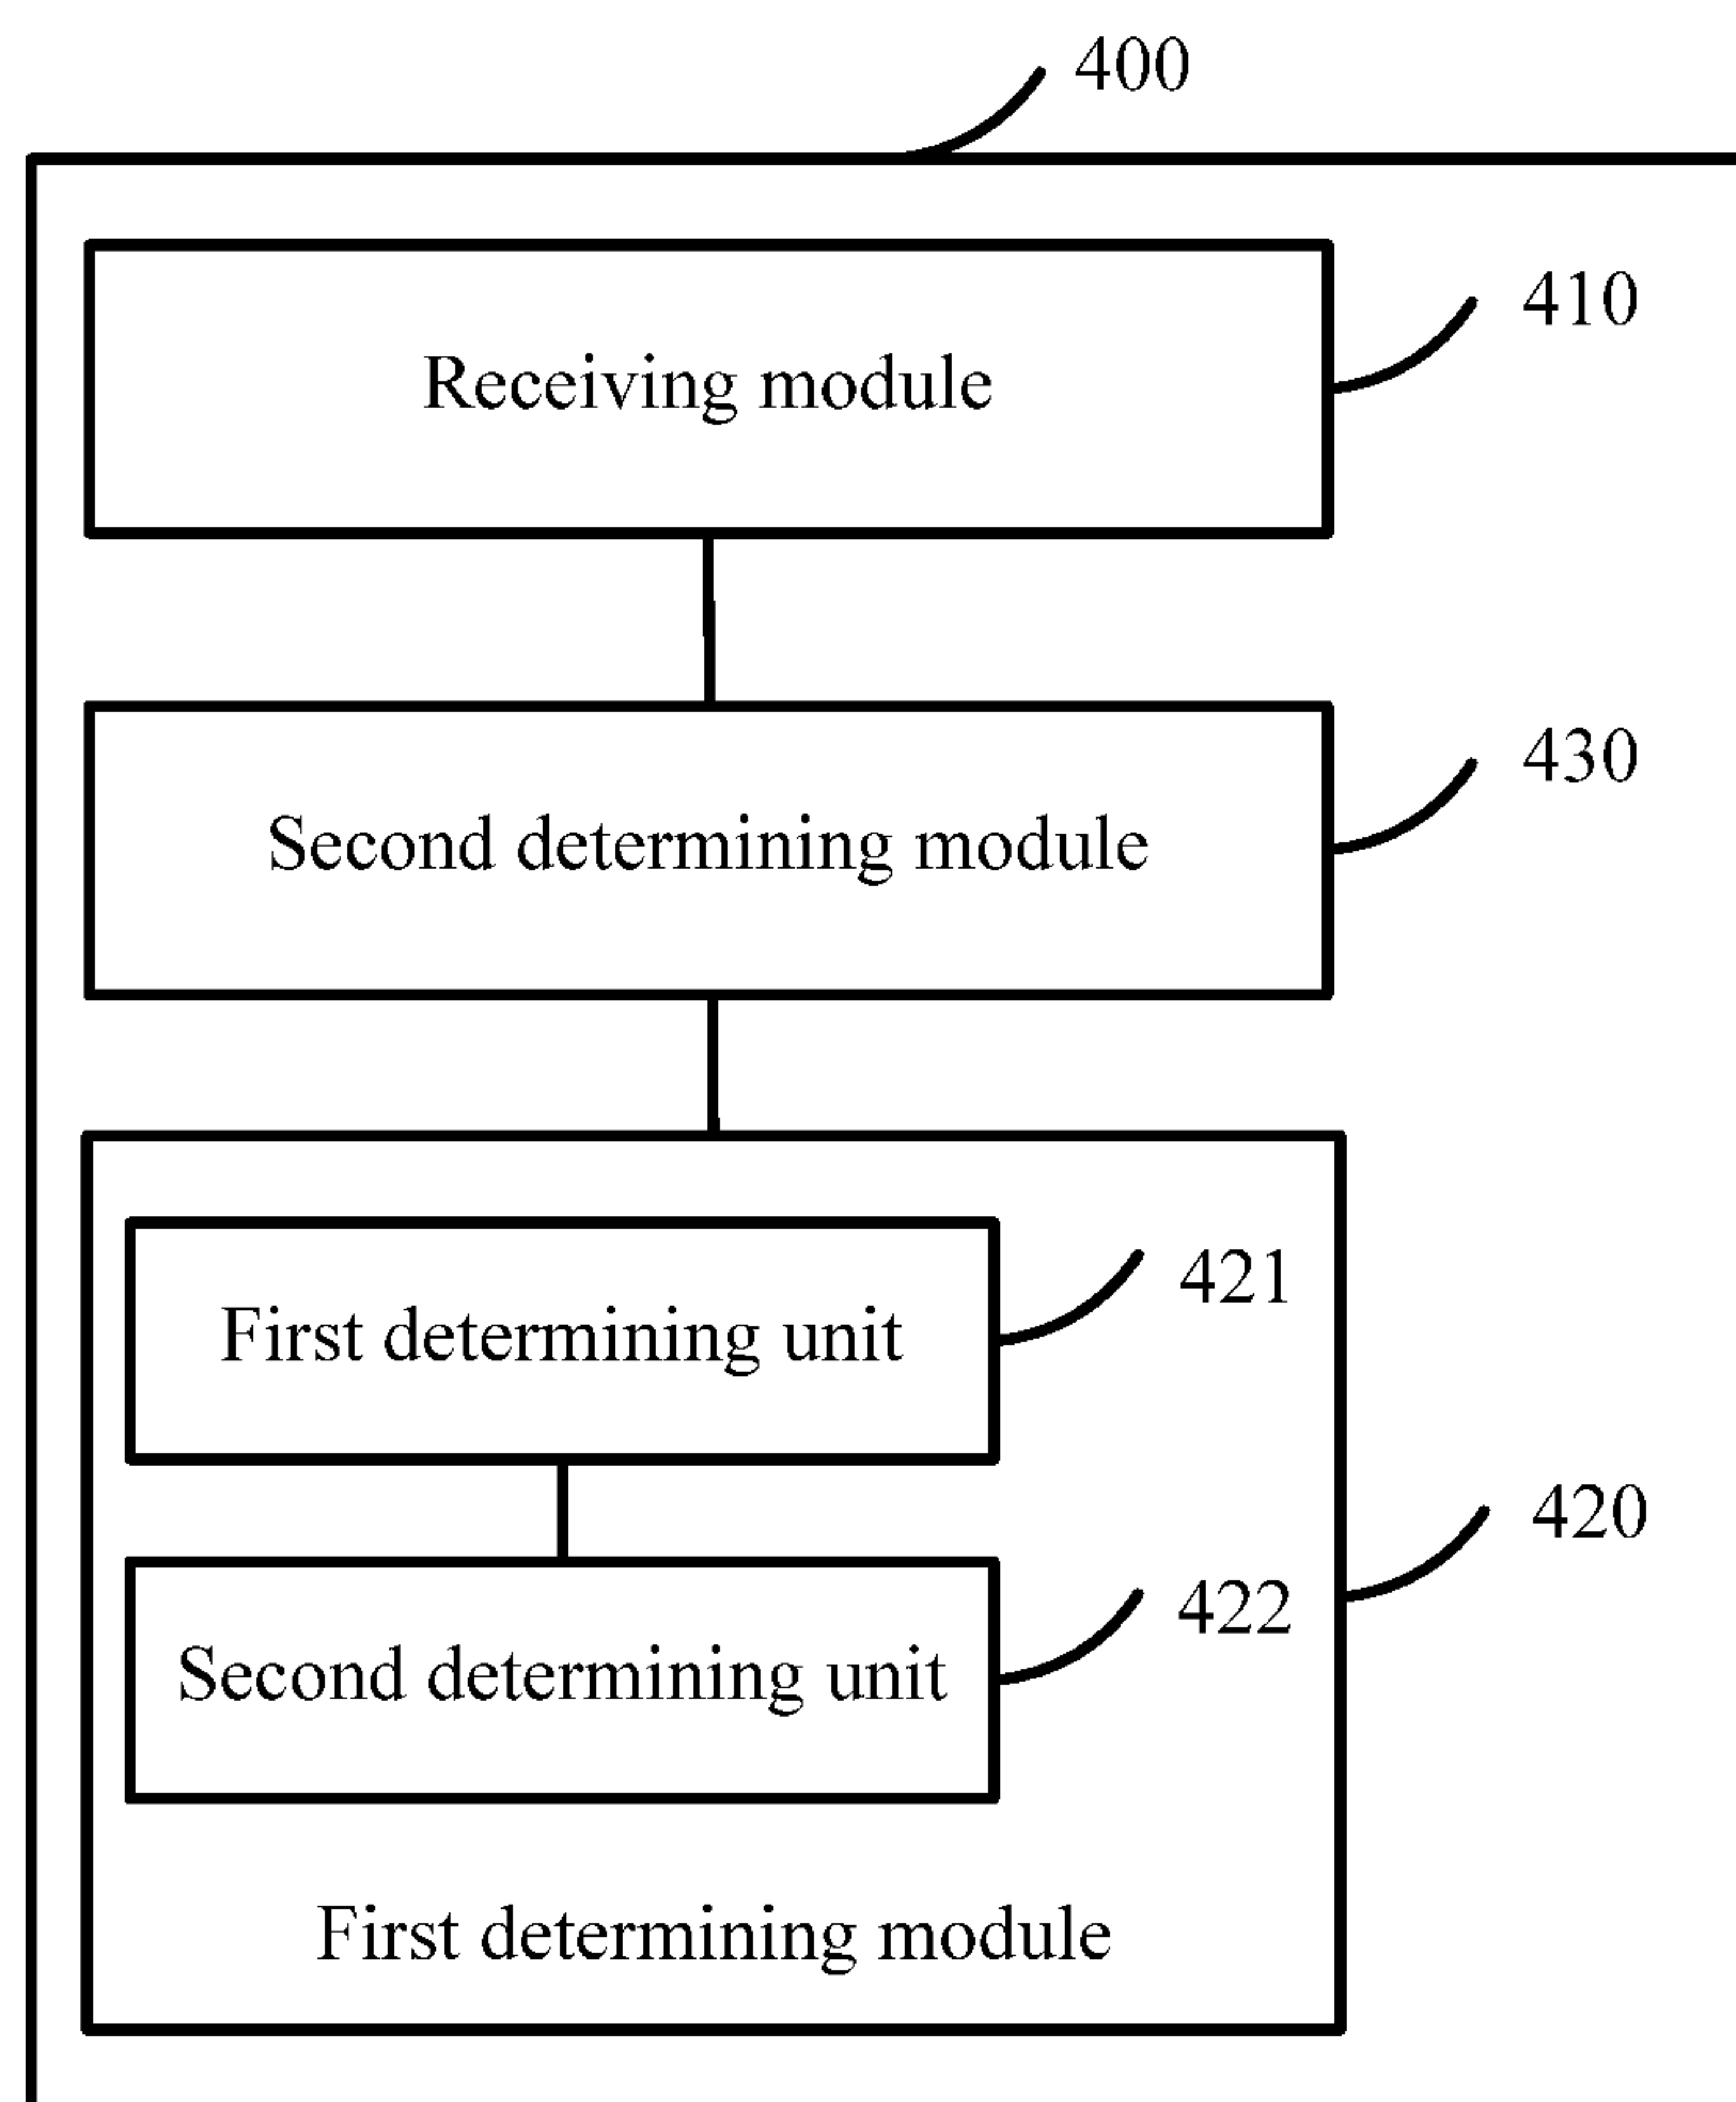 400
410
Receiving module
430
Second determining module
421
First determining unit
420
422
Second determining unit
First determining module